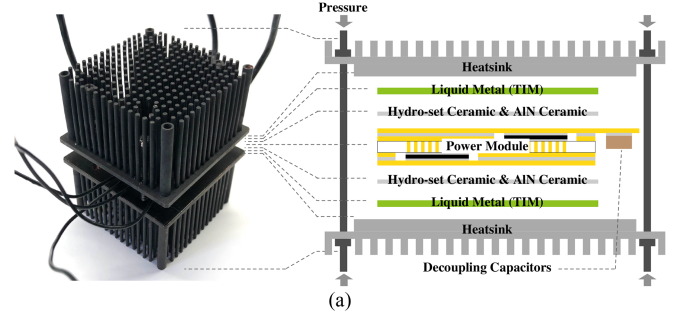 Pressure
Heatsink
Liquid Metal (TIM)
Hydro-set Ceramic & AlN Ceramic
Power Module
Hydro-set Ceramic & AlN Ceramic
Liquid Metal (TIM)
Heatsink
Decoupling Capacitors
(a)